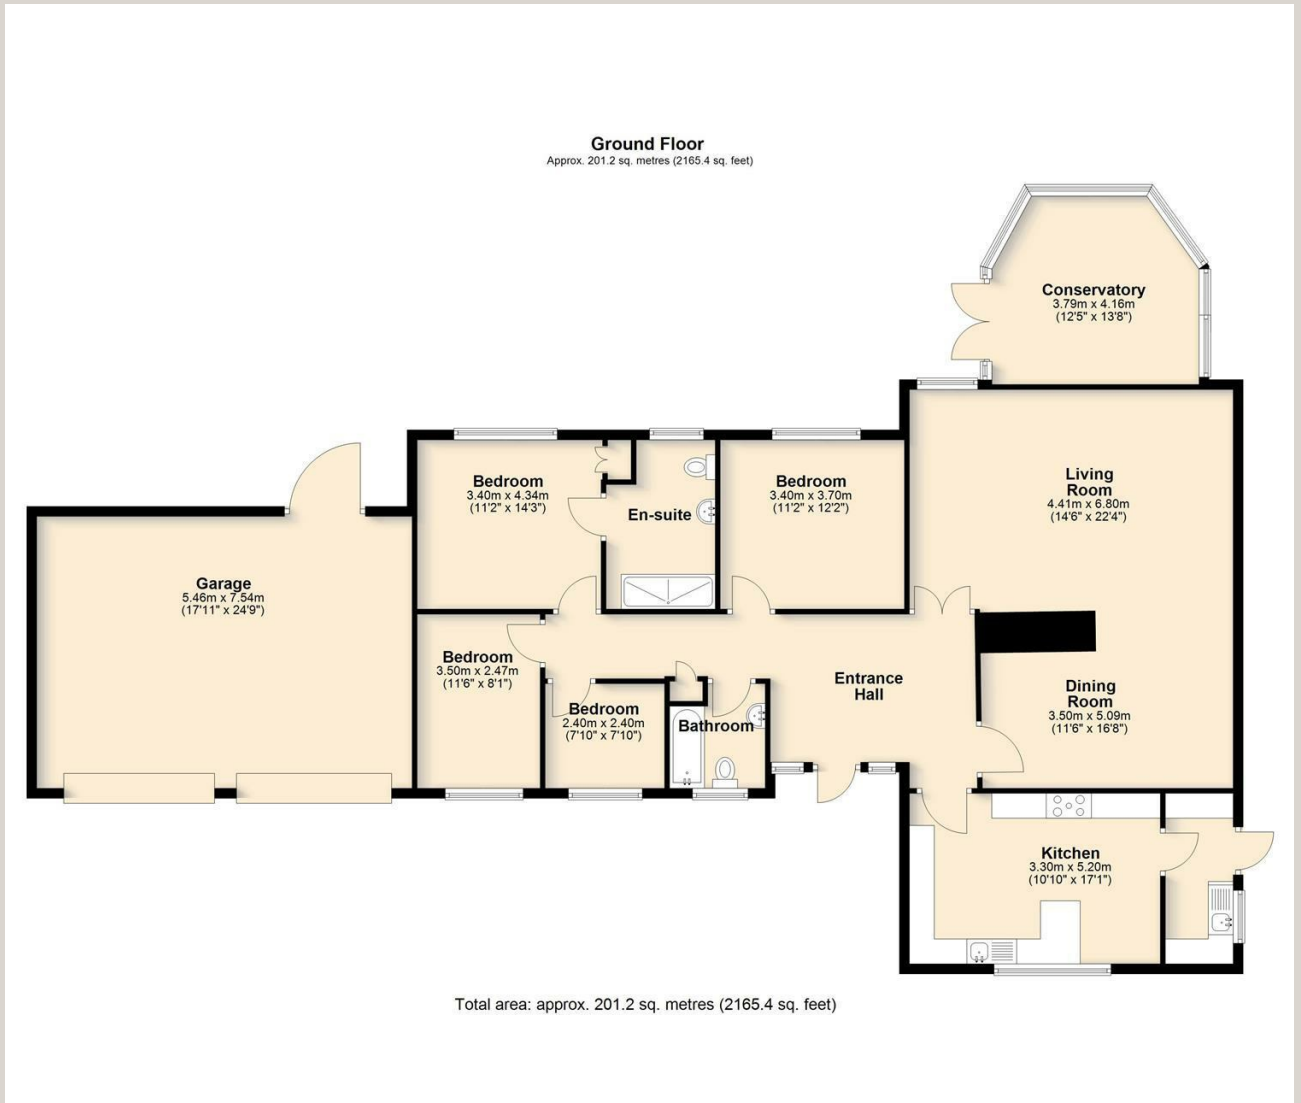 Ground Floor
Approx. 201.2 sq. metres (2165.4 sq. feet)
Conservatory
3.79m x 4.16m
(12'5" x 13'8")
Living
Room
4.41m x 6.80m
(14'6" x 22'4")
Bedroom
3.40m x 4.34m
(11'2" x 14'3")
En-suite
Bedroom
3.40m x 3.70m
(11'2" x 12'2")
Garage
5.46m x 7.54m
(17'11" x 24'9")
Bedroom
3.50m x 2.47m
(11'6" x 8'1")
Bedroom
2.40m x 2.40m
(7'10" x 7'10")
Bathroom
Entrance
Hall
Dining
Room
3.50m x 5.09m
(11'6" x 16'8")
Kitchen
3.30m x 5.20m
(10'10" x 17'1")
Total area: approx. 201.2 sq. metres (2165.4 sq. feet)